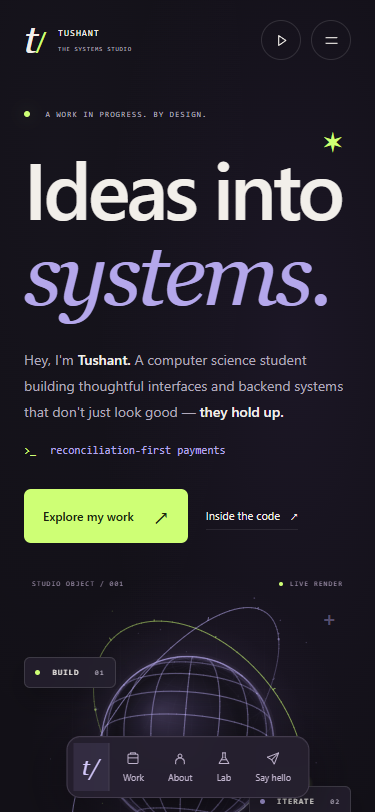 t/
TUSHANT
THE SYSTEMS STUDIO
A WORK IN PROGRESS. BY DESIGN.
Ideas into
systems.
Hey, I'm Tushant. A computer science student
building thoughtful interfaces and backend systems
that don't just look good — they hold up.
>_ reconciliation-first payments
Explore my work ↗
Inside the code ↗
STUDIO OBJECT / 001
LIVE RENDER
BUILD 01
t/
Work
About
Lab
Say hello
ITERATE 02